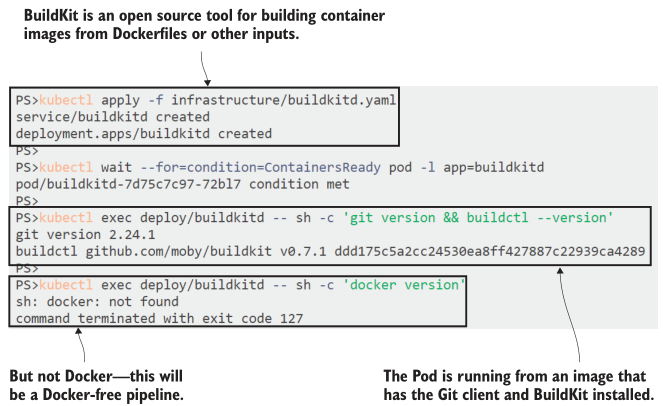 BuildKit is an open source tool for building container
images from Dockerfiles or other inputs.
PS>kubectl apply -f infrastructure/buildkitd.yaml
service/buildkitd created
deployment.apps/buildkitd created
PS>
PS>kubectl wait --for=condition=ContainersReady pod -l app=buildkitd
pod/buildkitd-7d75c7c97-72bl7 condition met
PS>
PS>kubectl exec deploy/buildkitd -- sh -c 'git version && buildctl --version'
git version 2.24.1
buildctl github.com/moby/buildkit v0.7.1 ddd175c5a2cc24530ea8ff427887c22939ca4289
PS>
PS>kubectl exec deploy/buildkitd -- sh -c 'docker version'
sh: docker: not found
command terminated with exit code 127
But not Docker—this will
be a Docker-free pipeline.
The Pod is running from an image that
has the Git client and BuildKit installed.